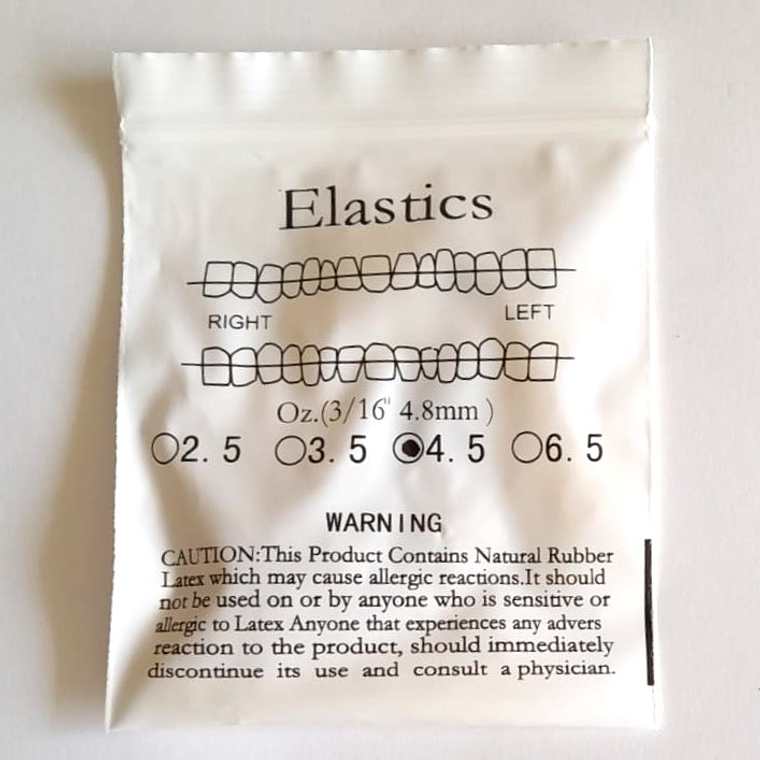 Elastics
RIGHT LEFT
Oz.(3/16" 4.8mm )
2. 5 3. 5 4. 5 6. 5
WARNING
CAUTION:This Product Contains Natural Rubber
Latex which may cause allergic reactions.It should
not be used on or by anyone who is sensitive or
allergic to Latex Anyone that experiences any advers
reaction to the product, should immediately
discontinue its use and consult a physician.